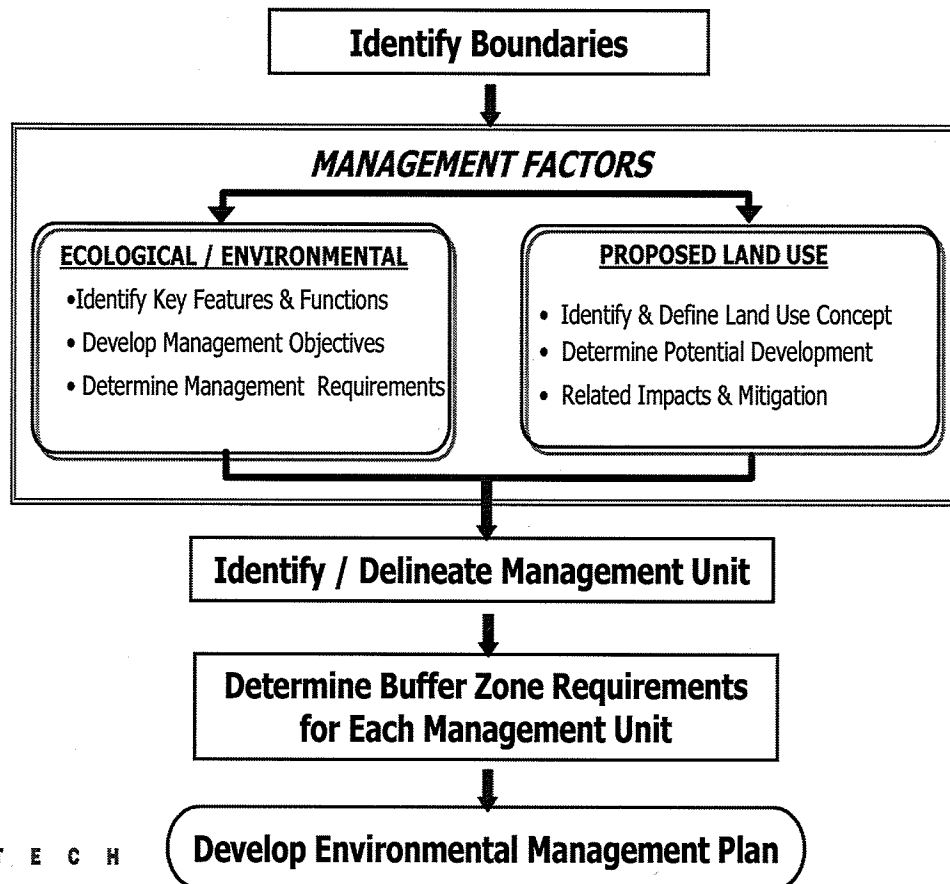 Identify Boundaries
MANAGEMENT FACTORS
ECOLOGICAL / ENVIRONMENTAL
•Identify Key Features & Functions
• Develop Management Objectives
• Determine Management Requirements
PROPOSED LAND USE
• Identify & Define Land Use Concept
• Determine Potential Development
• Related Impacts & Mitigation
Identify / Delineate Management Unit
Determine Buffer Zone Requirements
for Each Management Unit
Develop Environmental Management Plan
T E C H